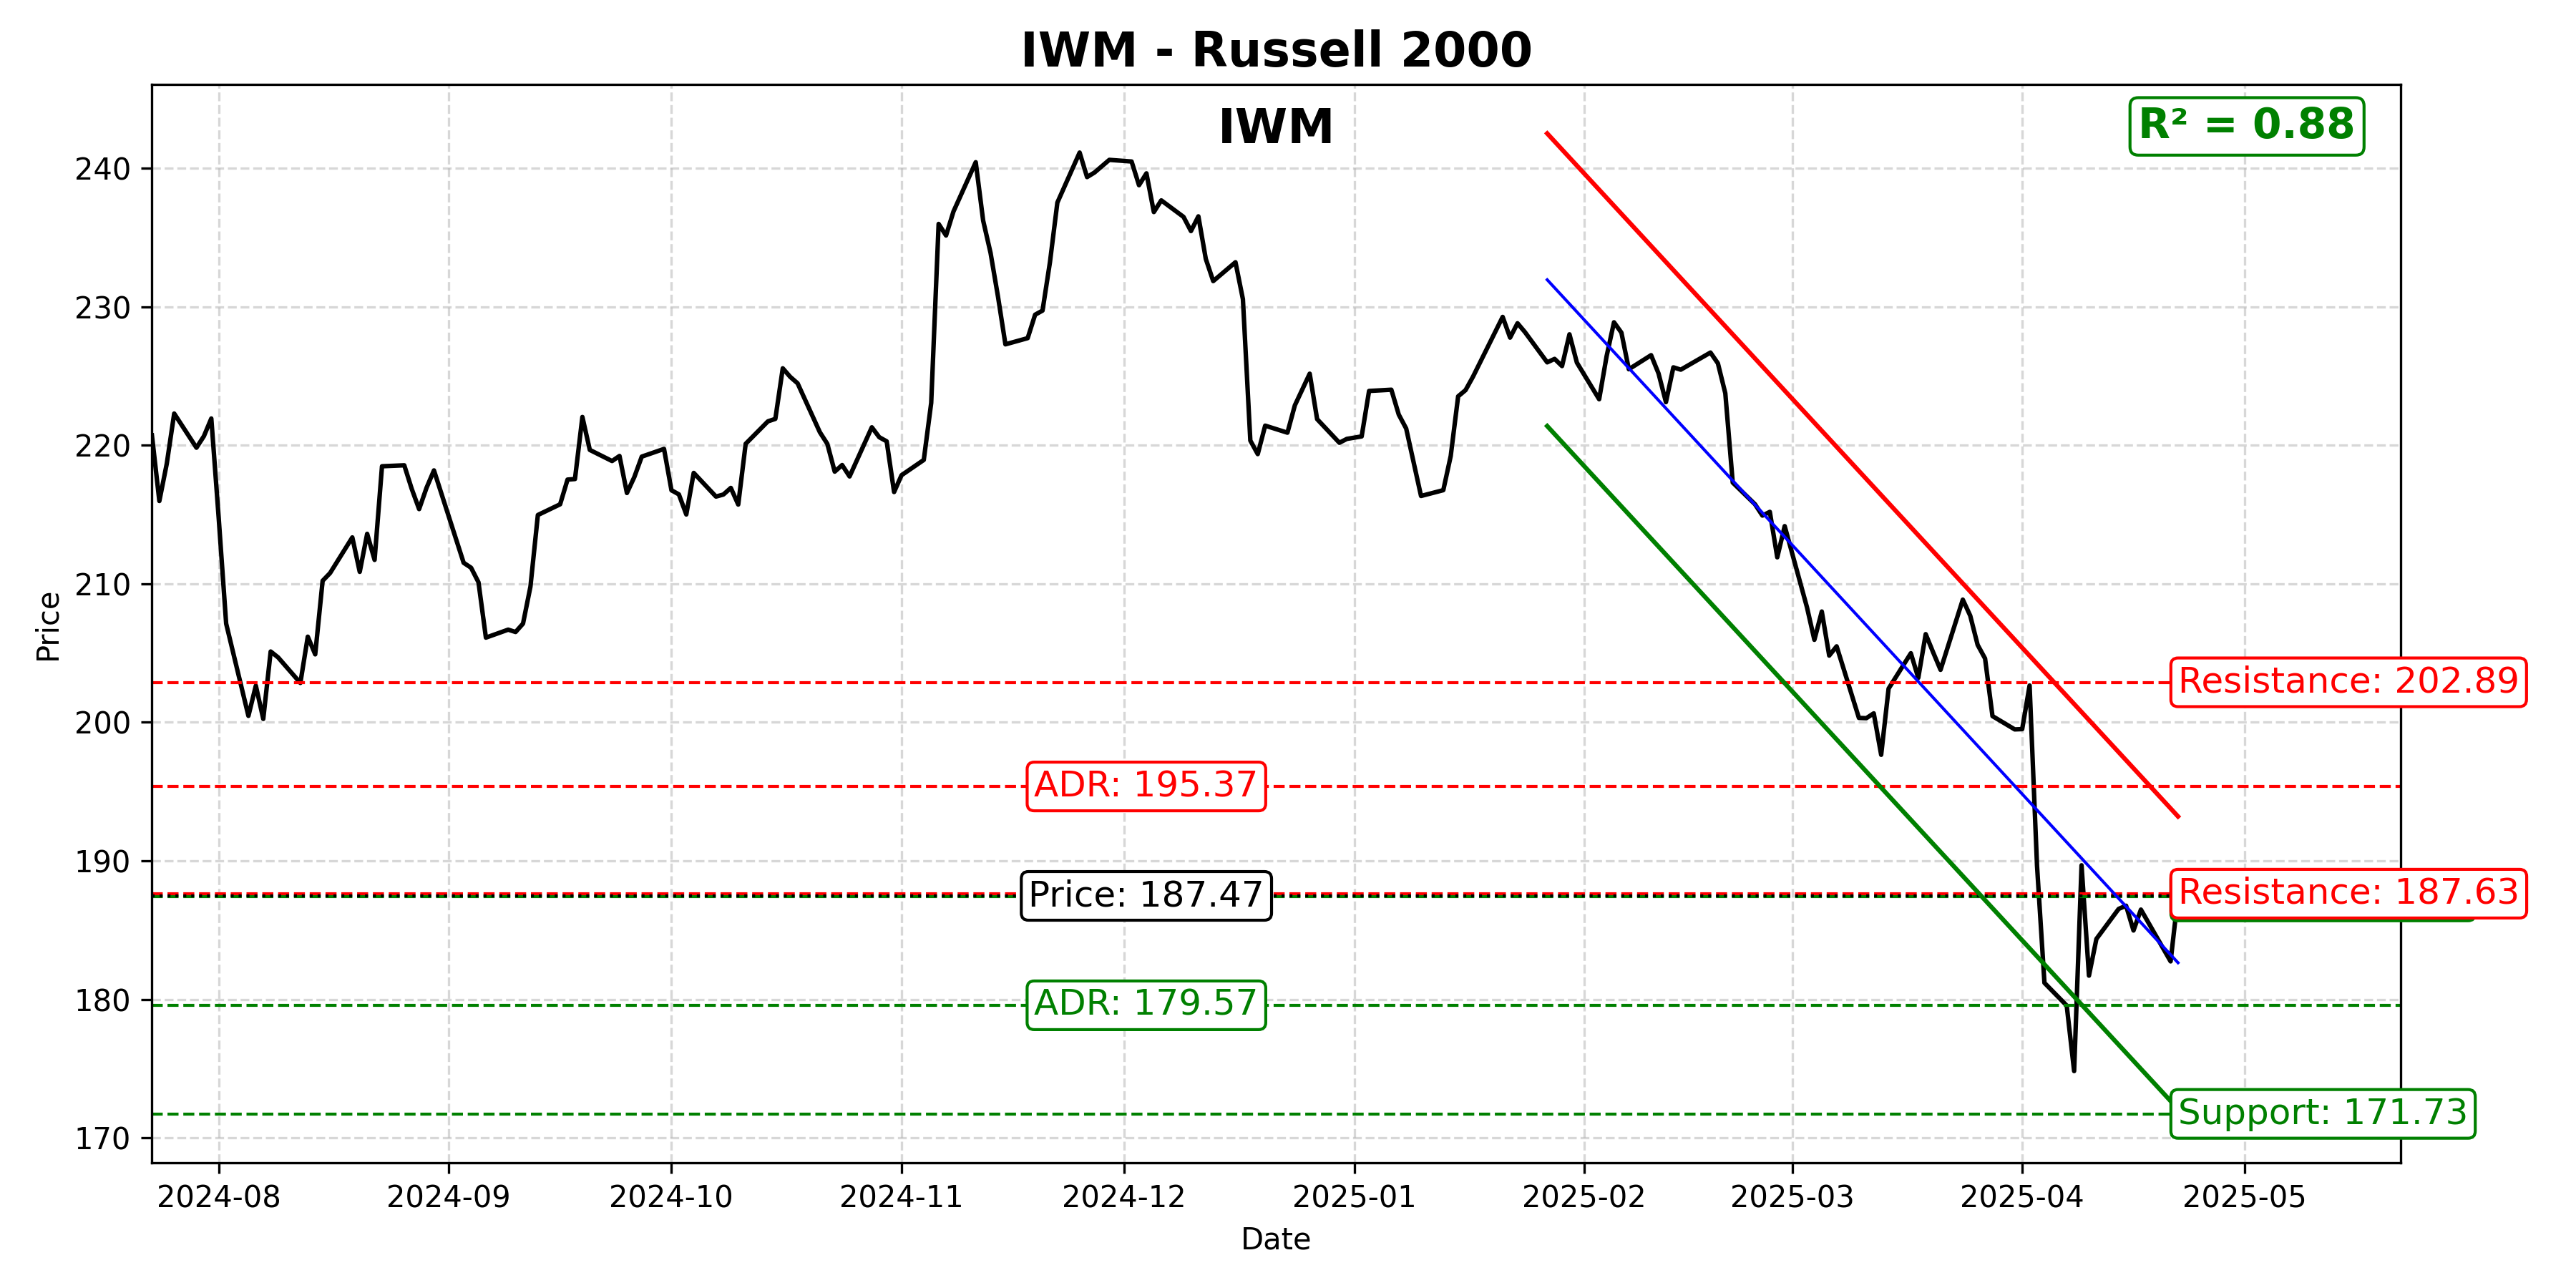 IWM - Russell 2000
IWM
R² = 0.88
240
230
220
210
200
190
180
170
Price
Resistance: 202.89
ADR: 195.37
Price: 187.47
Resistance: 187.63
ADR: 179.57
Support: 171.73
2024-08
2024-09
2024-10
2024-11
2024-12
2025-01
2025-02
2025-03
2025-04
2025-05
Date